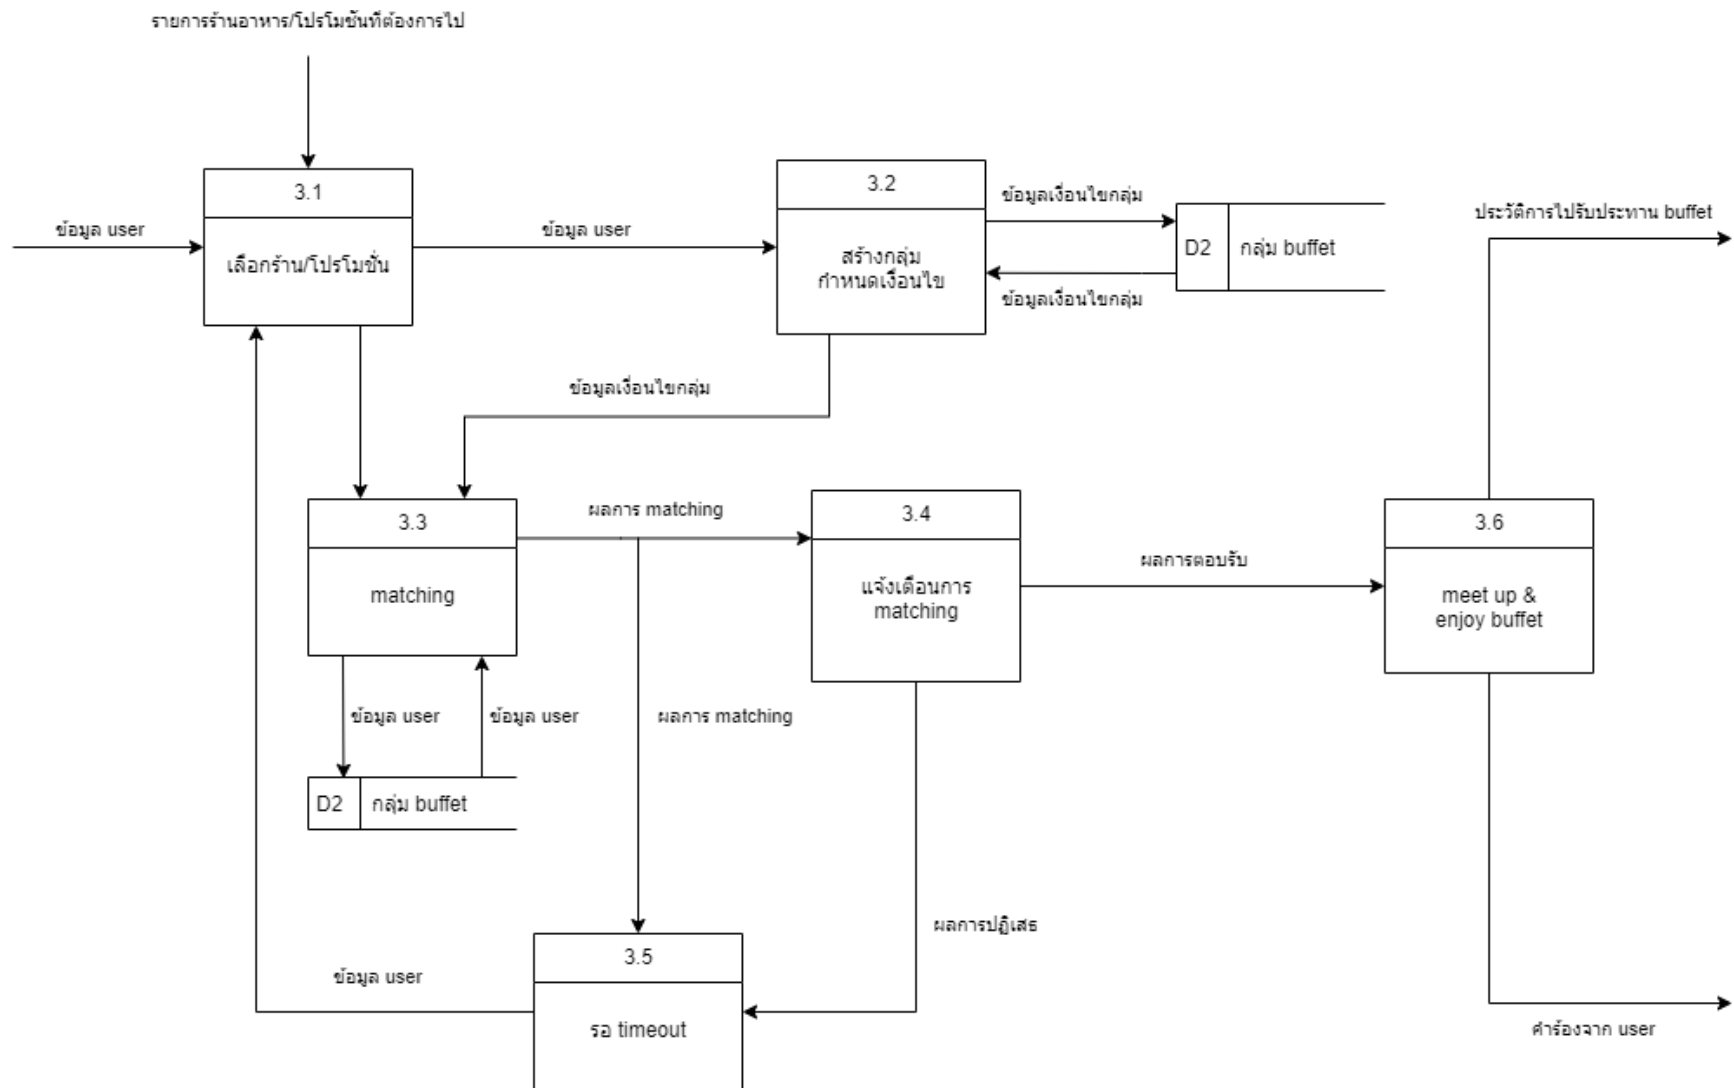 รายการร้านอาหาร/โปรโมชั่นที่ต้องการไป
3.1
เลือกร้าน/โปรโมชั่น
ข้อมูล user
ข้อมูล user
3.2
สร้างกลุ่ม
กำหนดเงื่อนไข
ข้อมูลเงื่อนไขกลุ่ม
D2
กลุ่ม buffet
ข้อมูลเงื่อนไขกลุ่ม
ประวัติการไปรับประทาน buffet
ข้อมูลเงื่อนไขกลุ่ม
3.3
matching
ผลการ matching
3.4
แจ้งเตือนการ
matching
ผลการตอบรับ
3.6
meet up &
enjoy buffet
ข้อมูล user
ข้อมูล user
ผลการ matching
D2
กลุ่ม buffet
ผลการปฏิเสธ
3.5
รอ timeout
ข้อมูล user
คำร้องจาก user